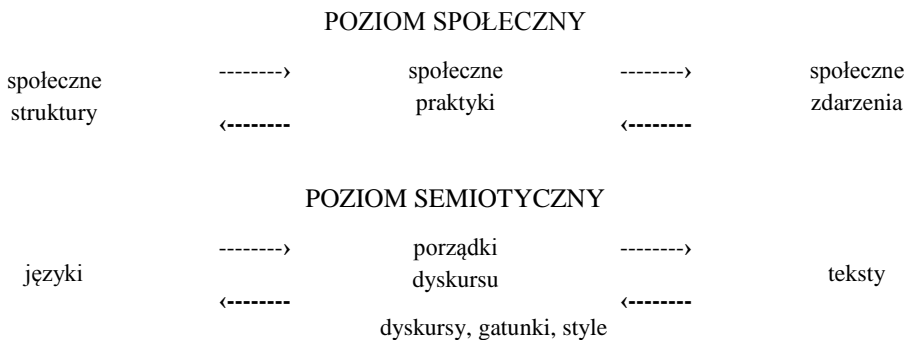 POZIOM SPOŁECZNY
społeczne struktury
--------› 
‹--------
społeczne praktyki
--------›
‹--------
społeczne zdarzenia
POZIOM SEMIOTYCZNY
języki
--------›
‹--------
porządki dyskursu
--------›
‹--------
teksty
dyskursy, gatunki, style